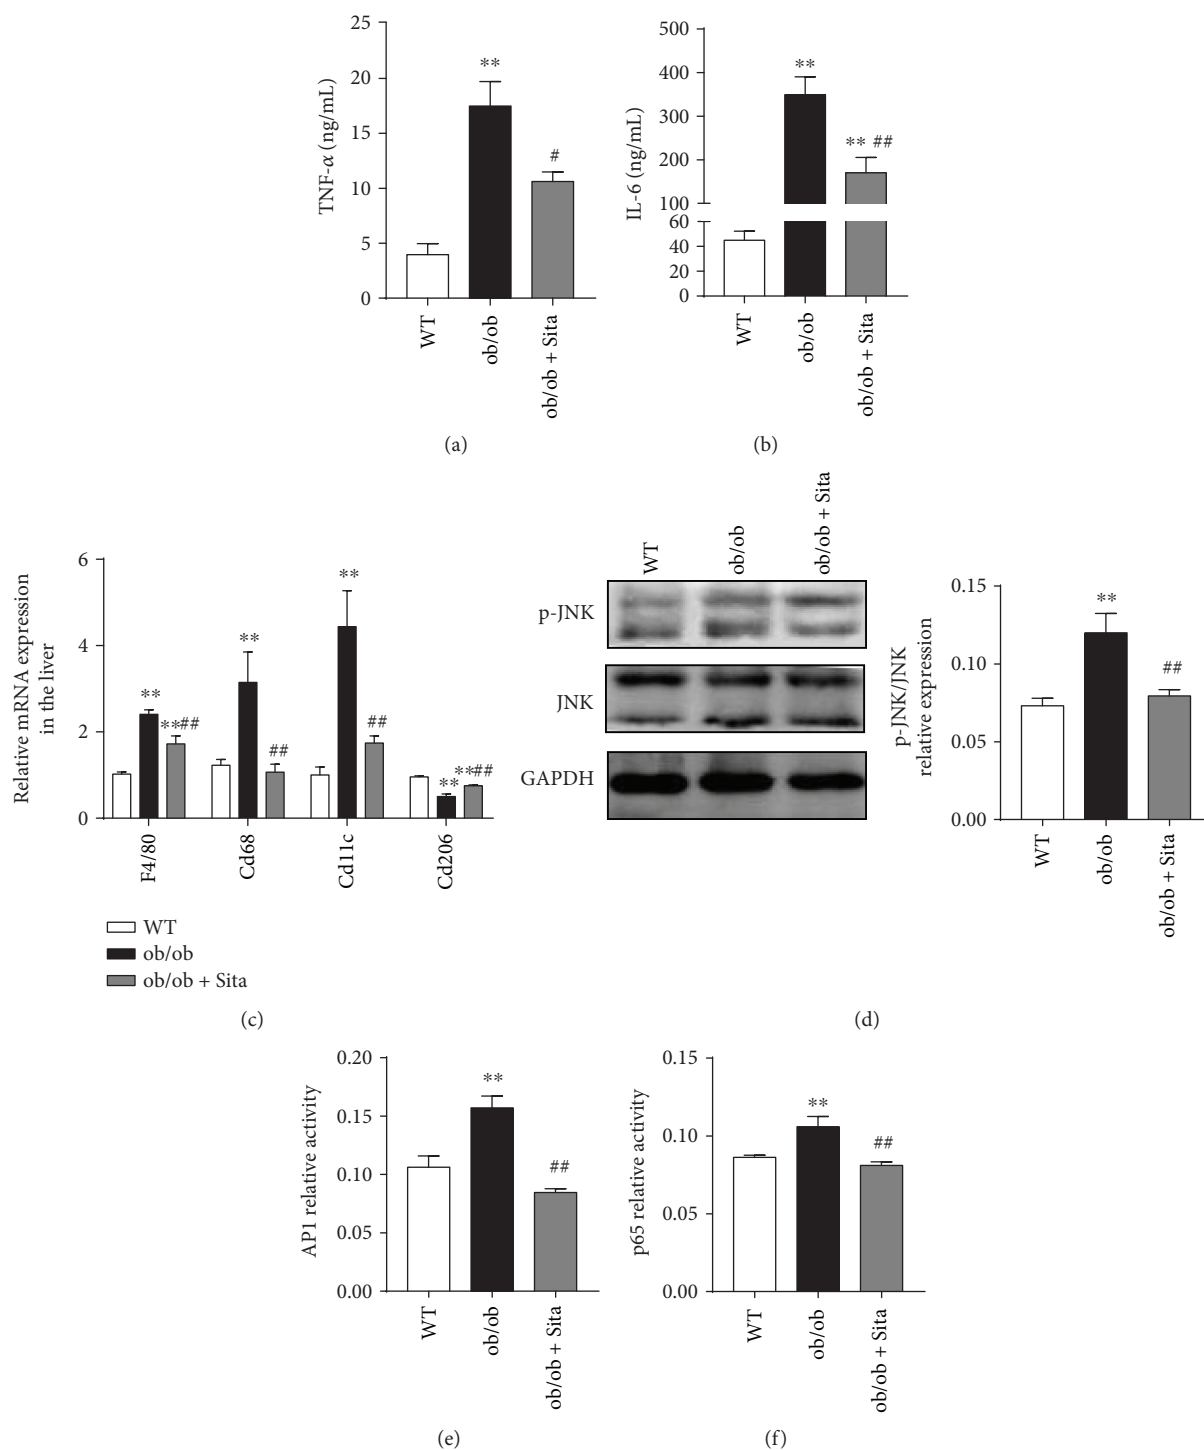 25
20
15
10
5
0
TNF-α (ng/mL)
**
#
WT
ob/ob
ob/ob + Sita
(a)
500
400
300
200
100
60
40
20
0
IL-6 (ng/mL)
**
** ##
WT
ob/ob
ob/ob + Sita
(b)
6
4
2
0
Relative mRNA expression
in the liver
**
**##
**
##
**
##
**
**##
F4/80
Cd68
Cd11c
Cd206
WT
ob/ob
ob/ob + Sita
(c)
WT
ob/ob
ob/ob + Sita
p-JNK
JNK
GAPDH
0.15
0.10
0.05
0.00
p-JNK/JNK
relative expression
**
##
WT
ob/ob
ob/ob + Sita
(d)
0.20
0.15
0.10
0.05
0.00
AP1 relative activity
**
##
WT
ob/ob
ob/ob + Sita
(e)
0.15
0.10
0.05
0.00
p65 relative activity
**
##
WT
ob/ob
ob/ob + Sita
(f)